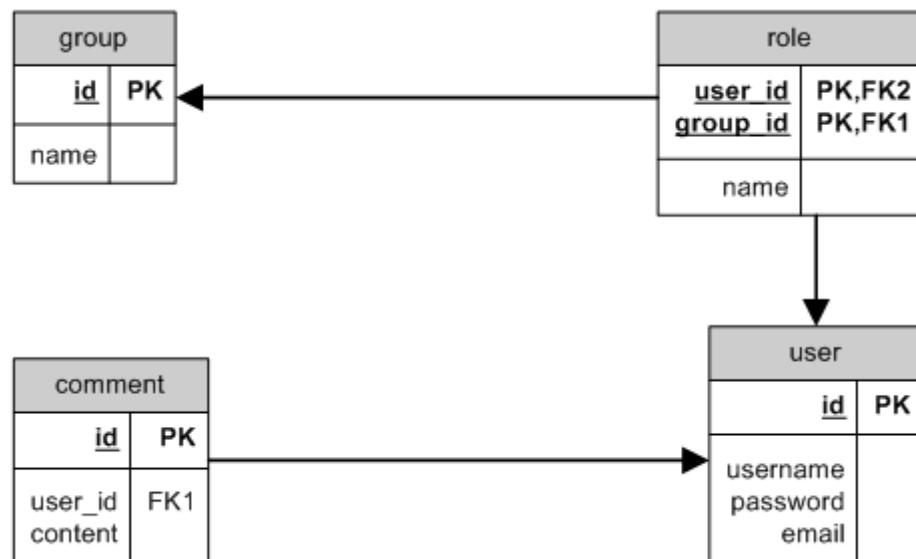 group
id PK
name
role
user_id PK,FK2
group_id PK,FK1
name
comment
id PK
user_id FK1
content
user
id PK
username
password
email